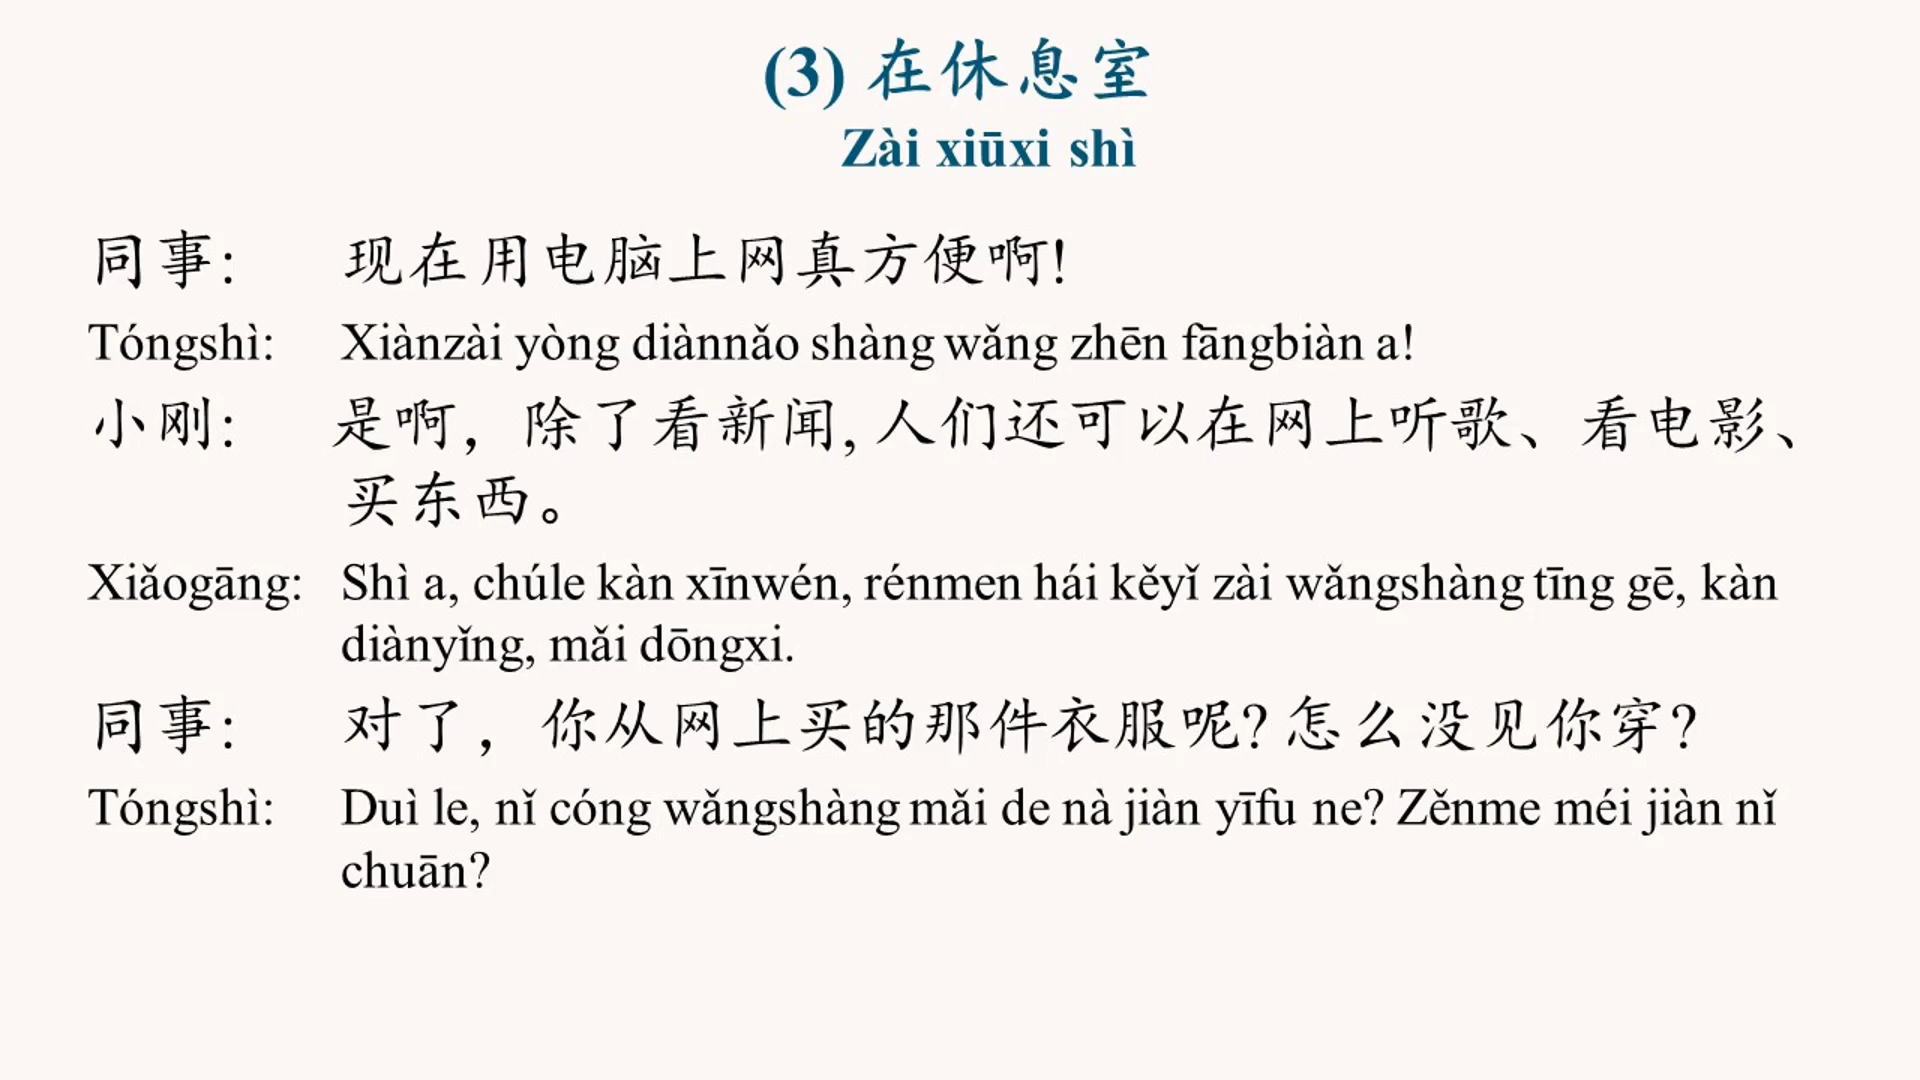 (3) 在休息室
Zài xiūxi shì
同事: 现在用电脑上网真方便啊!
Tóngshì: Xiànzài yòng diànnǎo shàng wǎng zhēn fāngbiàn a!
小刚: 是啊，除了看新闻, 人们还可以在网上听歌、看电影、
买东西。
Xiǎogāng: Shì a, chúle kàn xīnwén, rénmen hái kěyǐ zài wǎngshàng tīng gē, kàn
diànyǐng, mǎi dōngxi.
同事: 对了，你从网上买的那件衣服呢? 怎么没见你穿?
Tóngshì: Duì le, nǐ cóng wǎngshàng mǎi de nà jiàn yīfu ne? Zěnme méi jiàn nǐ
chuān?